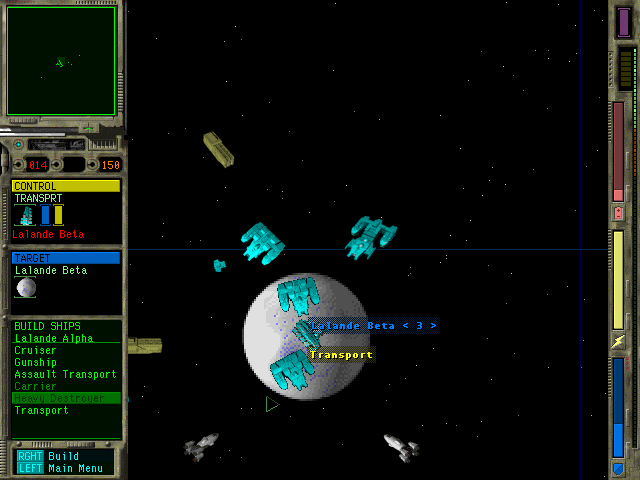 014
150
CONTROL
TRANSPRT
Lalande Beta
TARGET
Lalande Beta
BUILD SHIPS
Lalande Alpha
Cruiser
Gunship
Assault Transport
Carrier
Heavy Destroyer
Transport
RGHT Build
LEFT Main Menu
Lalande Beta < 3 >
Transport